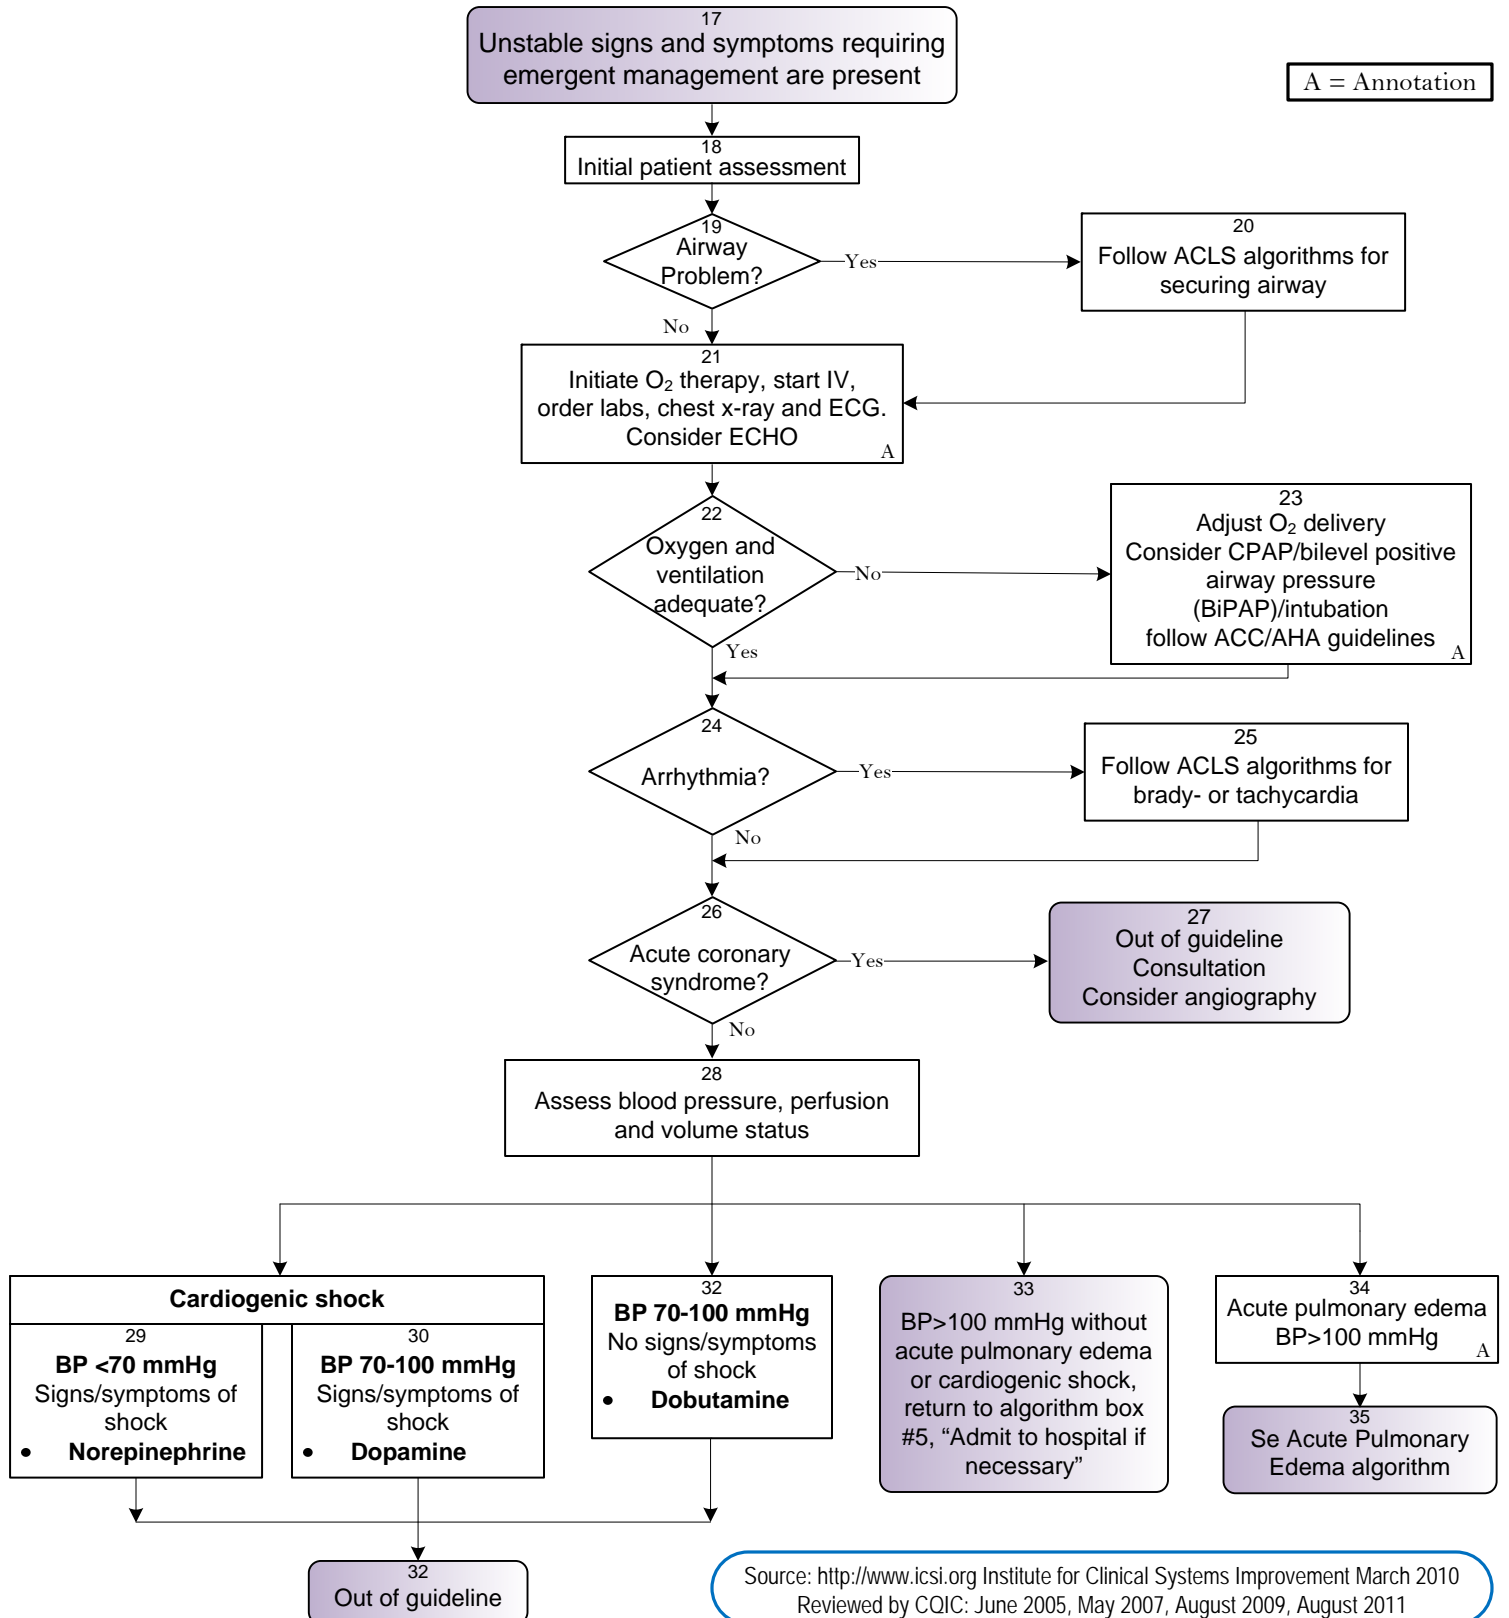 17
Unstable signs and symptoms requiring
emergent management are present
A = Annotation
18
Initial patient assessment
19
Airway
Problem?
Yes
20
Follow ACLS algorithms for
securing airway
No
21
Initiate O₂ therapy, start IV,
order labs, chest x-ray and ECG.
Consider ECHO
A
22
Oxygen and
ventilation
adequate?
No
23
Adjust O₂ delivery
Consider CPAP/bilevel positive
airway pressure
(BiPAP)/intubation
follow ACC/AHA guidelines
A
Yes
24
Arrhythmia?
Yes
25
Follow ACLS algorithms for
brady- or tachycardia
No
26
Acute coronary
syndrome?
Yes
27
Out of guideline
Consultation
Consider angiography
No
28
Assess blood pressure, perfusion
and volume status
Cardiogenic shock
29
BP <70 mmHg
Signs/symptoms of
shock
• Norepinephrine
30
BP 70-100 mmHg
Signs/symptoms of
shock
• Dopamine
32
BP 70-100 mmHg
No signs/symptoms
of shock
• Dobutamine
33
BP>100 mmHg without
acute pulmonary edema
or cardiogenic shock,
return to algorithm box
#5, “Admit to hospital if
necessary”
34
Acute pulmonary edema
BP>100 mmHg
A
35
Se Acute Pulmonary
Edema algorithm
32
Out of guideline
Source: http://www.icsi.org Institute for Clinical Systems Improvement March 2010
Reviewed by CQIC: June 2005, May 2007, August 2009, August 2011